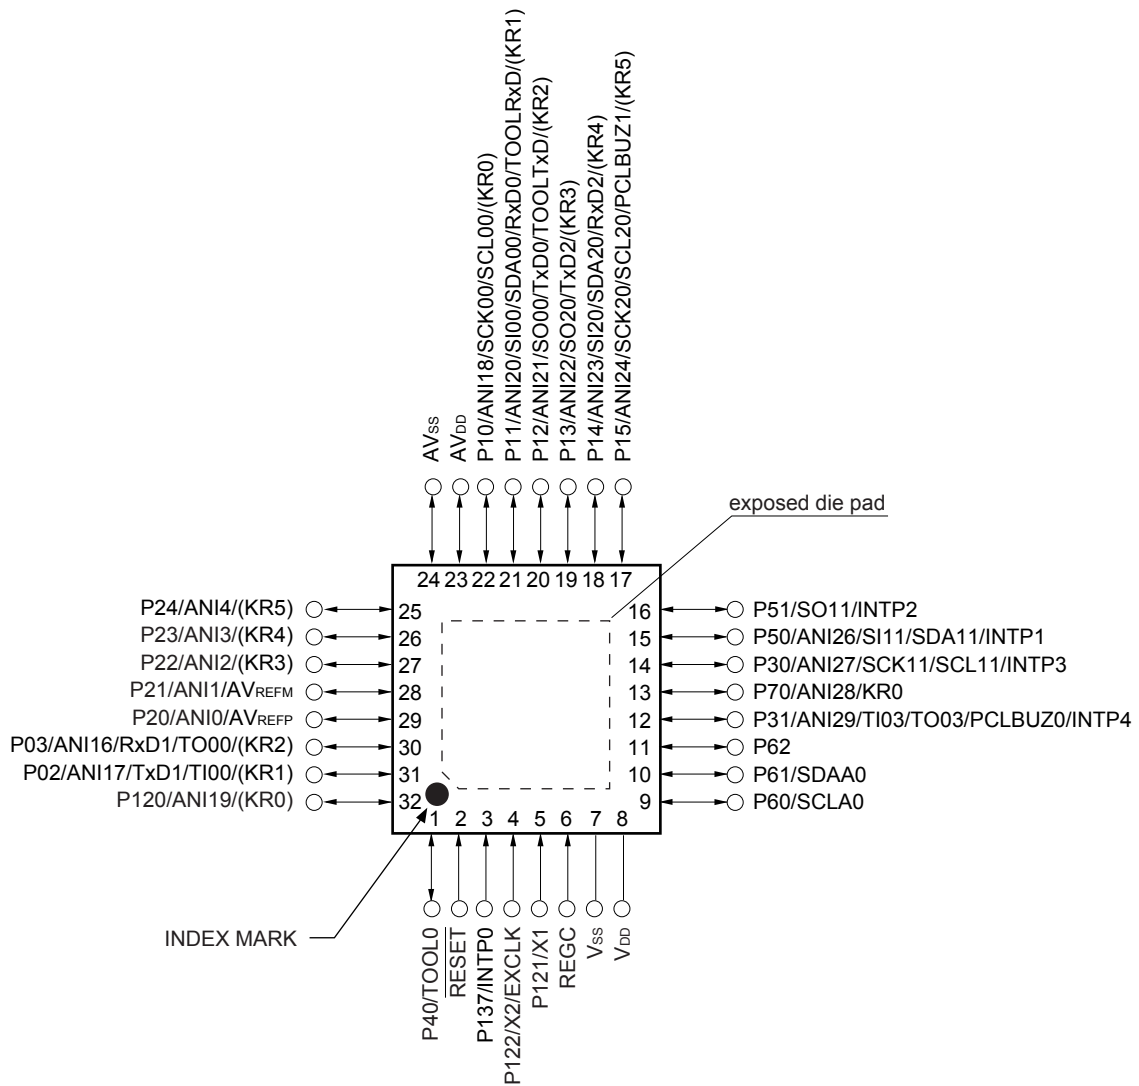 P10/ANI18/SCK00/SCL00/(KR0)
P11/ANI20/SI00/SDA00/RxD0/TOOLRxD/(KR1)
P12/ANI21/SO00/TxD0/TOOLTxD/(KR2)
P13/ANI22/SO20/TxD2/(KR3)
P14/ANI23/SI20/SDA20/RxD2/(KR4)
P15/ANI24/SCK20/SCL20/PCLBUZ1/(KR5)
AVSS
AVDD
exposed die pad
24 23 22 21 20 19 18 17
P24/ANI4/(KR5) 25
P23/ANI3/(KR4) 26
P22/ANI2/(KR3) 27
P21/ANI1/AVREFM 28
P20/ANI0/AVREFP 29
P03/ANI16/RxD1/TO00/(KR2) 30
P02/ANI17/TxD1/TI00/(KR1) 31
P120/ANI19/(KR0) 32
16 P51/SO11/INTP2
15 P50/ANI26/SI11/SDA11/INTP1
14 P30/ANI27/SCK11/SCL11/INTP3
13 P70/ANI28/KR0
12 P31/ANI29/TI03/TO03/PCLBUZ0/INTP4
11 P62
10 P61/SDAA0
9 P60/SCLA0
1 2 3 4 5 6 7 8
INDEX MARK
P40/TOOL0
RESET
P137/INTP0
P122/X2/EXCLK
P121/X1
REGC
VSS
VDD